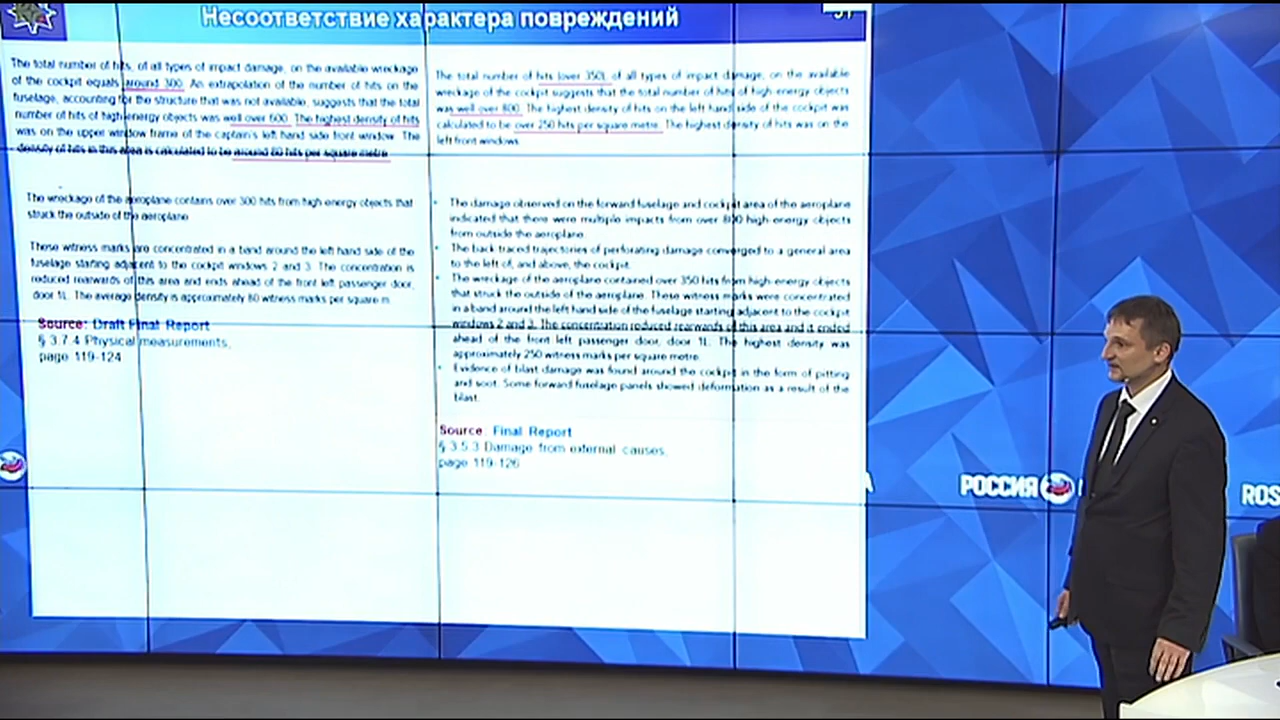 Несоответствие характера повреждений
The total number of hits, of all types of impact damage, on the available wreckage
of the cockpit equals around 300. An extrapolation of the number of hits on the
fuselage, accounting for the structure that was not available, suggests that the total
number of hits of high-energy objects was well over 600. The highest density of hits
was on the upper window frame of the captain's left hand side front window. The
density of hits in this area is calculated to be around 80 hits per square metre.
The wreckage of the aeroplane contains over 300 hits from high energy objects that
struck the outside of the aeroplane.
These witness marks are concentrated in a band around the left hand side of the
fuselage starting adjacent to the cockpit windows 2 and 3. The concentration is
reduced rearwards of this area and ends ahead of the front left passenger door,
door 1L. The average density is approximately 80 witness marks per square m
Source: Draft Final Report
§ 3.7.4 Physical measurements,
page 119-124
The total number of hits (over 350), of all types of impact damage, on the available
wreckage of the cockpit suggests that the total number of hits of high energy objects
was well over 800. The highest density of hits on the left hand side of the cockpit was
calculated to be over 250 hits per square metre. The highest density of hits was on the
left front windows.
• The damage observed on the forward fuselage and cockpit area of the aeroplane
indicated that there were multiple impacts from over 800 high-energy objects
from outside the aeroplane.
• The back traced trajectories of perforating damage converged to a general area
to the left of, and above, the cockpit.
• The wreckage of the aeroplane contained over 350 hits from high-energy objects
that struck the outside of the aeroplane. These witness marks were concentrated
in a band around the left hand side of the fuselage starting adjacent to the cockpit
windows 2 and 3. The concentration reduced rearwards of this area and it ended
ahead of the front left passenger door, door 1L. The highest density was
approximately 250 witness marks per square metre.
• Evidence of blast damage was found around the cockpit in the form of pitting
and soot. Some forward fuselage panels showed deformation as a result of the
blast.
Source: Final Report
§ 3.5.3 Damage from external causes,
page 119-126
РОССИЯ
ROS